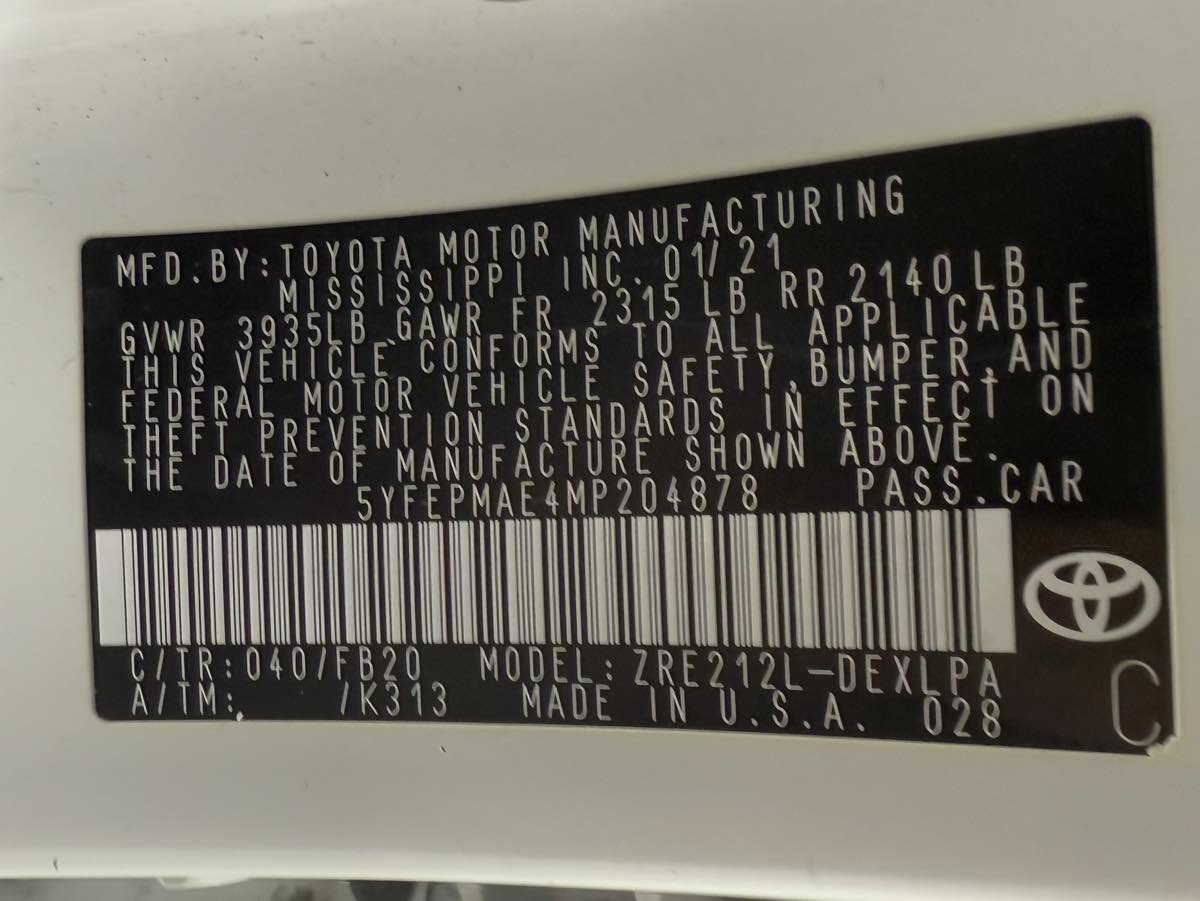 MFD.BY:TOYOTA MOTOR MANUFACTURING
MISSISSIPPI INC. 01/21
GVWR 3935LB GAWR FR 2315 LB RR 2140 LB
THIS VEHICLE CONFORMS TO ALL APPLICABLE
FEDERAL MOTOR VEHICLE SAFETY,BUMPER,AND
THEFT PREVENTION STANDARDS IN EFFECT ON
THE DATE OF MANUFACTURE SHOWN ABOVE.
5YFEPMAE4MP204878 PASS.CAR
C/TR:040/FB20 MODEL:ZRE212L-DEXLPA
A/TM: /K313 MADE IN U.S.A. 028
C